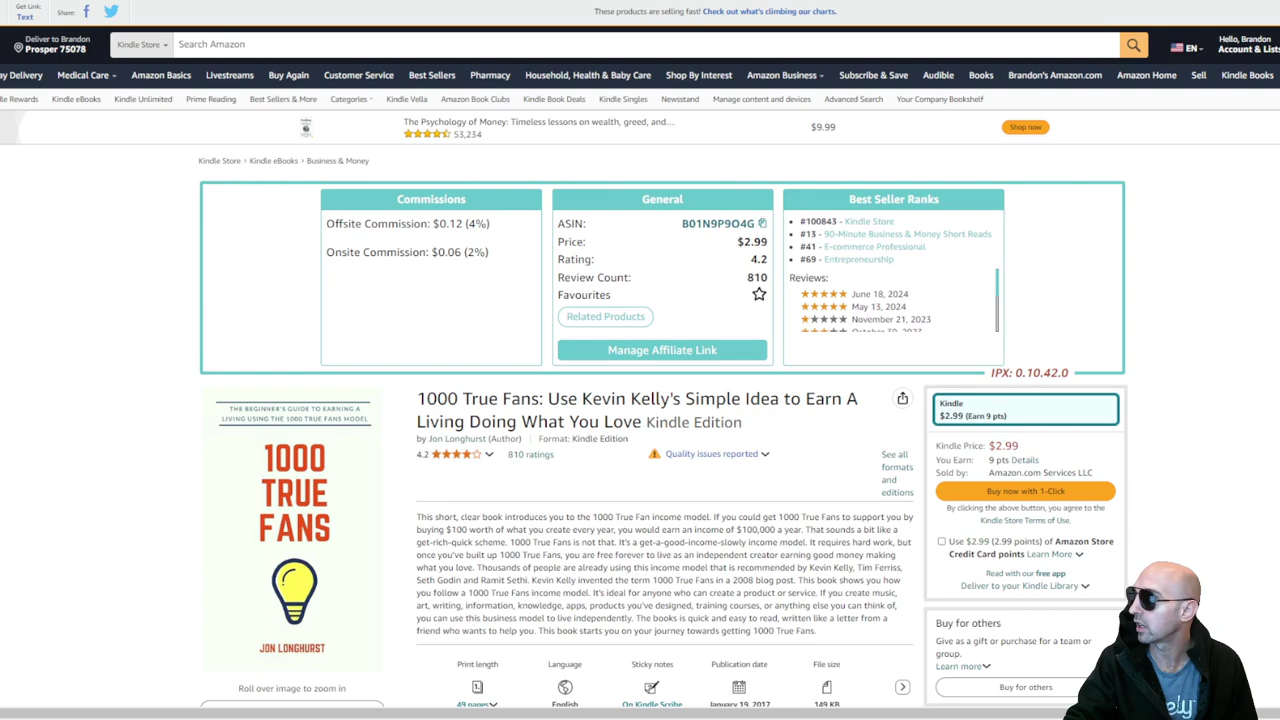 Get Link:
Text
Share:
These products are selling fast! Check out what's climbing our charts.
Deliver to Brandon
Prosper 75078
Kindle Store
Search Amazon
EN
Hello, Brandon
Account & Lists
ay Delivery Medical Care Amazon Basics Livestreams Buy Again Customer Service Best Sellers Pharmacy Household, Health & Baby Care Shop By Interest Amazon Business Subscribe & Save Audible Books Brandon's Amazon.com Amazon Home Sell Kindle Books
le Rewards Kindle eBooks Kindle Unlimited Prime Reading Best Sellers & More Categories Kindle Vella Amazon Book Clubs Kindle Book Deals Kindle Singles Newsstand Manage content and devices Advanced Search Your Company Bookshelf
The Psychology of Money: Timeless lessons on wealth, greed, and...
53,234
$9.99
Shop now
Kindle Store › Kindle eBooks › Business & Money
Commissions
Offsite Commission: $0.12 (4%)
Onsite Commission: $0.06 (2%)
General
ASIN: B01N9P9O4G
Price: $2.99
Rating: 4.2
Review Count: 810
Favourites
Related Products
Manage Affiliate Link
Best Seller Ranks
#100843 - Kindle Store
#13 - 90-Minute Business & Money Short Reads
#41 - E-commerce Professional
#69 - Entrepreneurship
Reviews:
June 18, 2024
May 13, 2024
November 21, 2023
IPX: 0.10.42.0
THE BEGINNER'S GUIDE TO EARNING A
LIVING USING THE 1000 TRUE FANS MODEL
1000
TRUE
FANS
JON LONGHURST
Roll over image to zoom in
1000 True Fans: Use Kevin Kelly's Simple Idea to Earn A
Living Doing What You Love Kindle Edition
by Jon Longhurst (Author) Format: Kindle Edition
4.2 810 ratings
Quality issues reported
See all
formats
and
editions
This short, clear book introduces you to the 1000 True Fan income model. If you could get 1000 True Fans to support you by
buying $100 worth of what you create every year, you would earn an income of $100,000 a year. That sounds a bit like a
get-rich-quick scheme. 1000 True Fans is not that. It's a get-a-good-income-slowly income model. It requires hard work, but
once you've built up 1000 True Fans, you are free forever to live as an independent creator earning good money making
what you love. Thousands of people are already using this income model that is recommended by Kevin Kelly, Tim Ferriss,
Seth Godin and Ramit Sethi. Kevin Kelly invented the term 1000 True Fans in a 2008 blog post. This book shows you how
you follow a 1000 True Fans income model. It's ideal for anyone who can create a product or service. If you create music,
art, writing, information, knowledge, apps, products you've designed, training courses, or anything else you can think of,
you can use this business model to live independently. The books is quick and easy to read, written like a letter from a
friend who wants to help you. This book starts you on your journey towards getting 1000 True Fans.
Print length
49 pages
Language
English
Sticky notes
On Kindle Scribe
Publication date
January 19, 2017
File size
149 KB
Kindle
$2.99 (Earn 9 pts)
Kindle Price: $2.99
You Earn: 9 pts Details
Sold by: Amazon.com Services LLC
Buy now with 1-Click
By clicking the above button, you agree to the
Kindle Store Terms of Use.
Use $2.99 (2.99 points) of Amazon Store
Credit Card points Learn More
Read with our free app
Deliver to your Kindle Library
Buy for others
Give as a gift or purchase for a team or
group.
Learn more
Buy for others